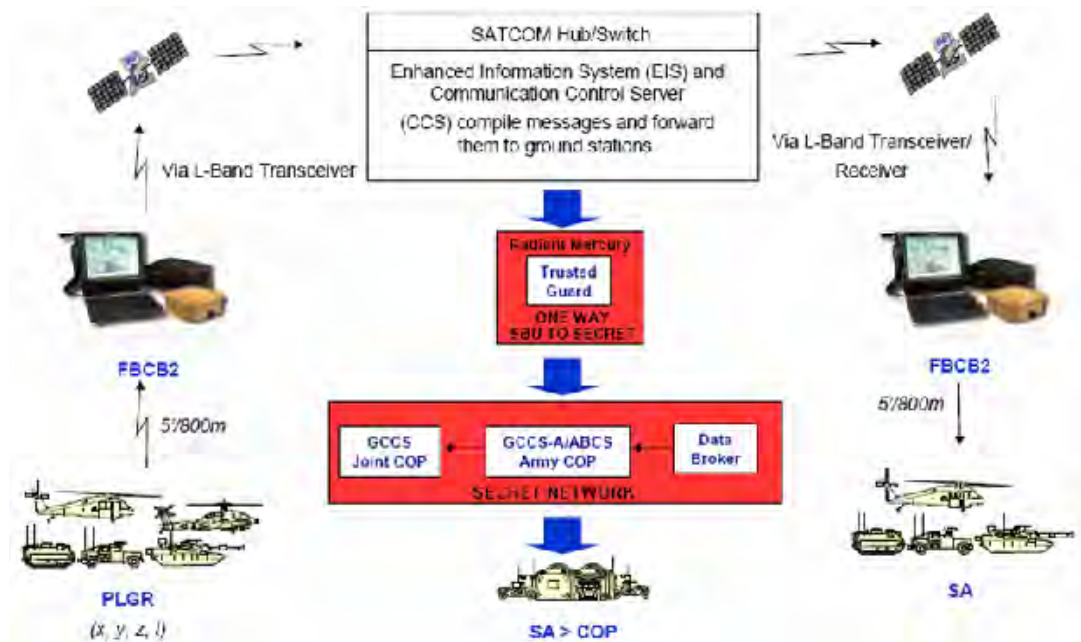 SATCOM Hub/Switch
Enhanced Information System (EIS) and
Communication Control Server
(CCS) compile messages and forward
them to ground stations
Via L-Band Transceiver
Via L-Band Transceiver/
Receiver
Radiant Mercury
Trusted
Guard
ONE WAY
SBU TO SECRET
FBCB2
FBCB2
5'/800m
5'/800m
GCCS
Joint COP
GCCS-A/ABCS
Army COP
Data
Broker
SECRET NETWORK
PLGR
(x, y, z, t)
SA > COP
SA